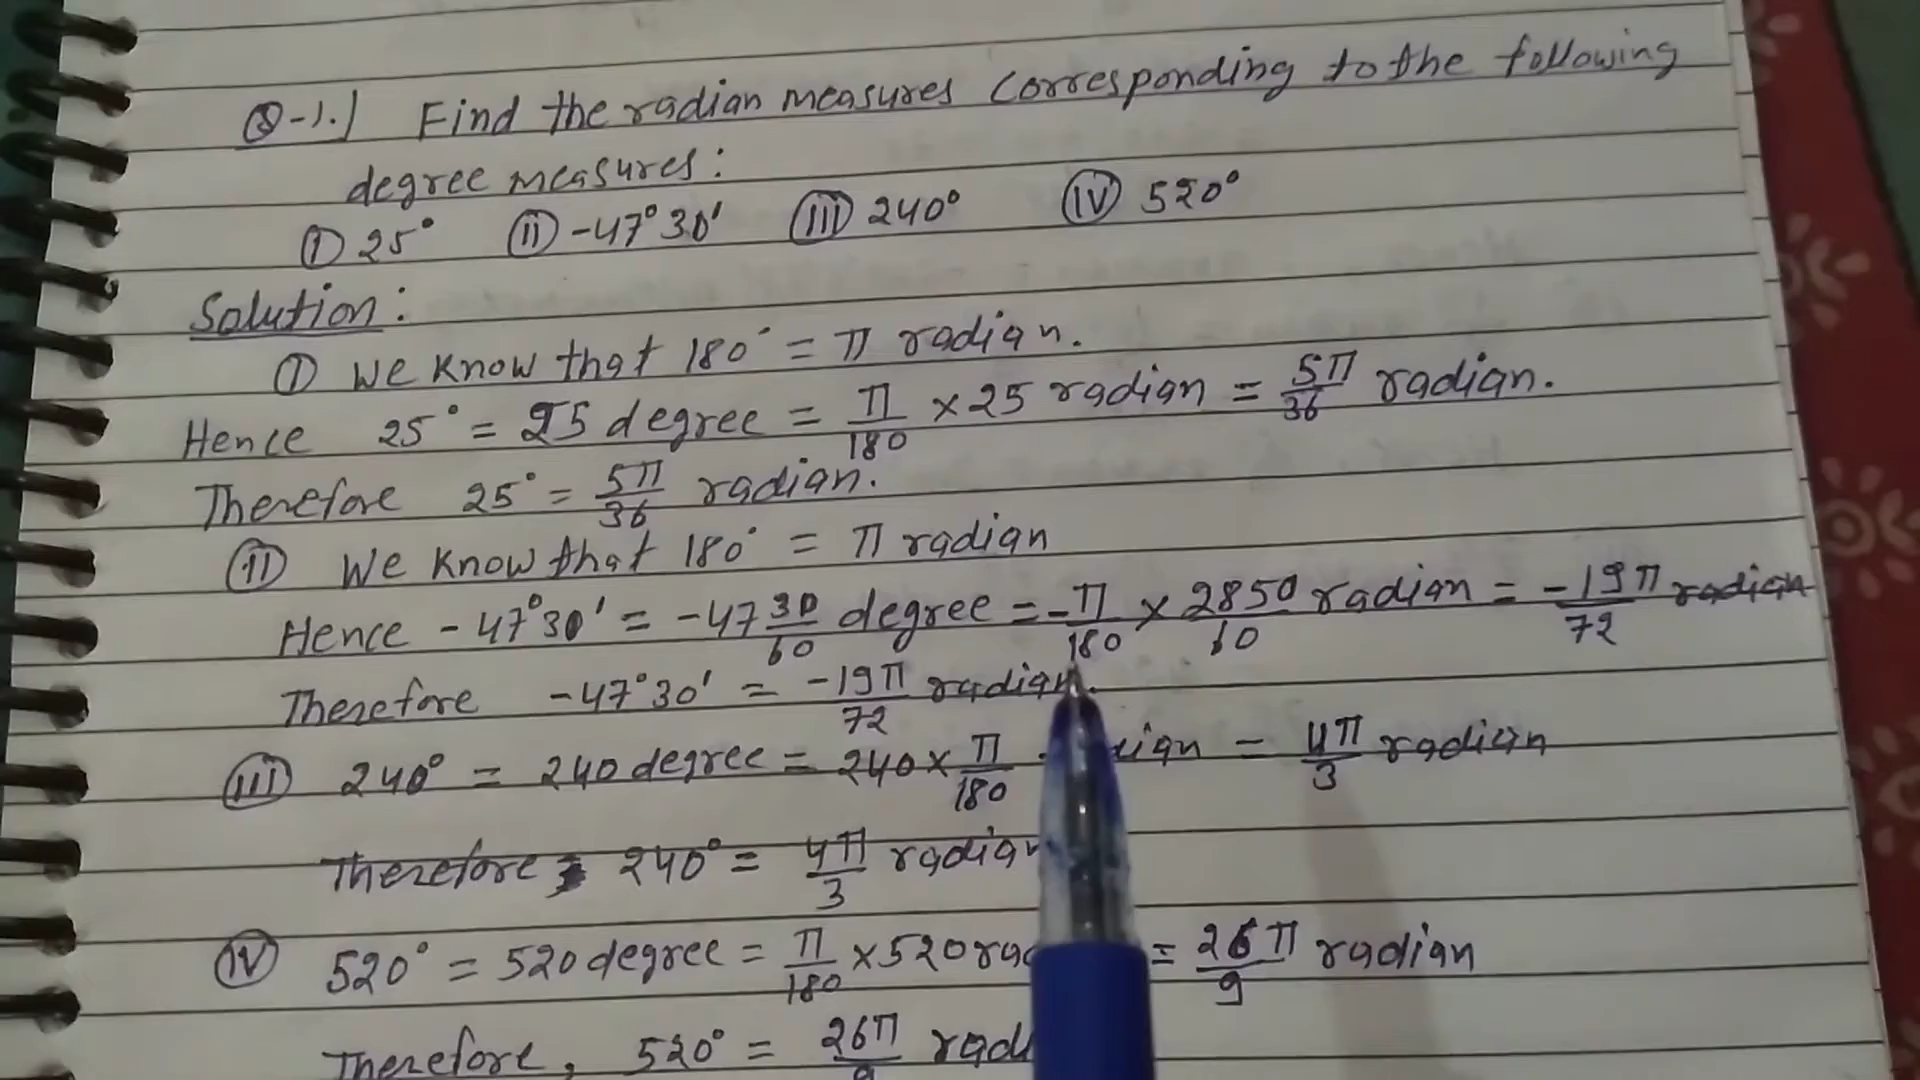 Q-1.) Find the radian measures corresponding to the following
degree measures:
(I) 25° (II) -47°30' (III) 240° (IV) 520°
Solution:
(I) We know that 180° = π radian.
Hence 25° = 25 degree = π/180 × 25 radian = 5π/36 radian.
Therefore 25° = 5π/36 radian.
(II) We know that 180° = π radian
Hence -47°30' = -47 30/60 degree = -π/180 × 2850/60 radian = -19π/72 radian
Therefore -47°30' = -19π/72 radian.
(III) 240° = 240 degree = 240 × π/180 radian = 4π/3 radian
Therefore, 240° = 4π/3 radian
(IV) 520° = 520 degree = π/180 × 520 rad = 26π/9 radian
Therefore, 520° = 26π/9 rad